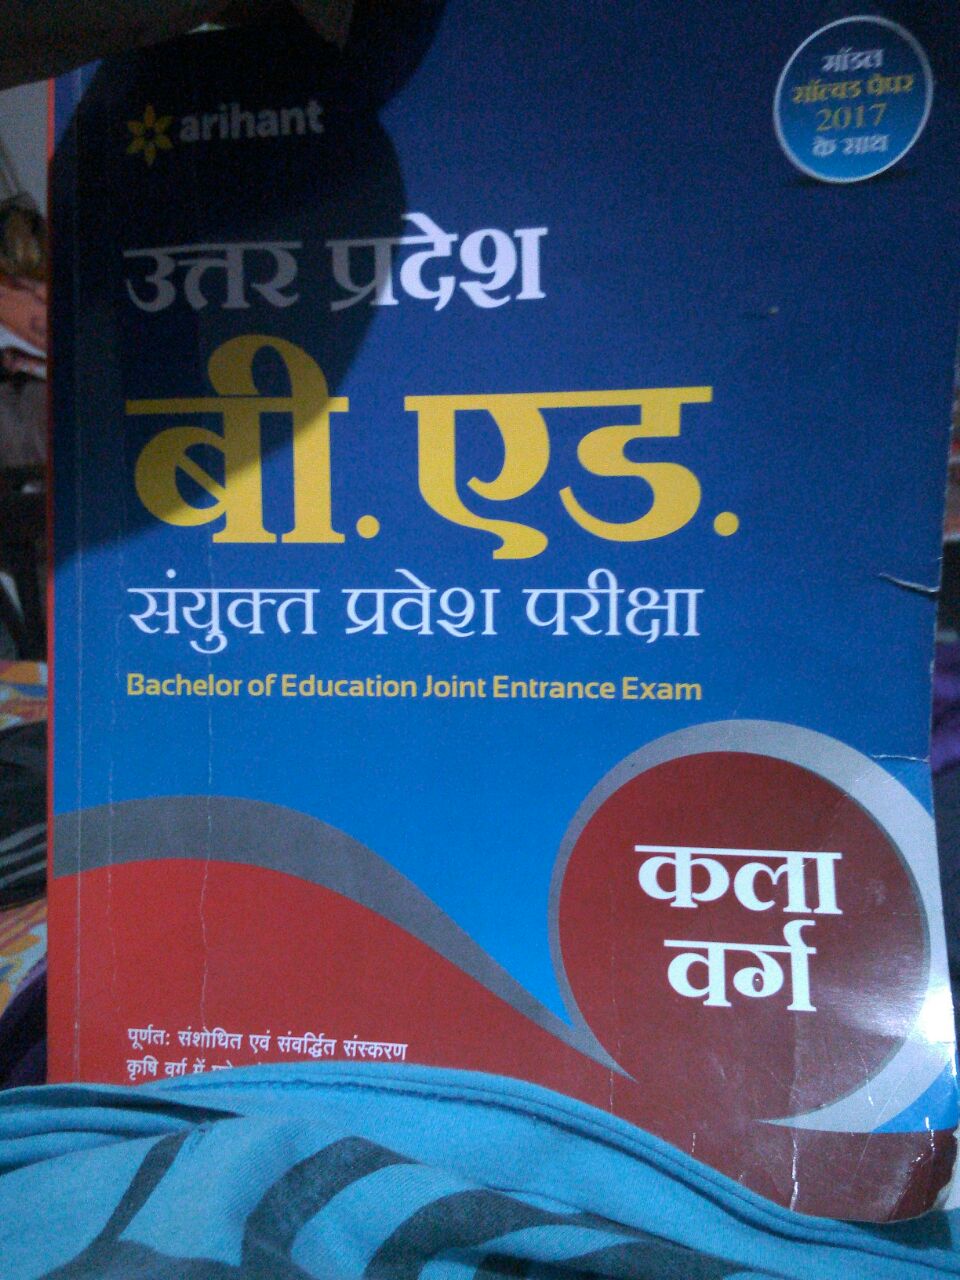 arihant
मॉडल
सॉल्वड पेपर
2017
के साथ
उत्तर प्रदेश
बी. एड.
संयुक्त प्रवेश परीक्षा
Bachelor of Education Joint Entrance Exam
कला
वर्ग
पूर्णत: संशोधित एवं संवर्द्धित संस्करण
कृषि वर्ग में